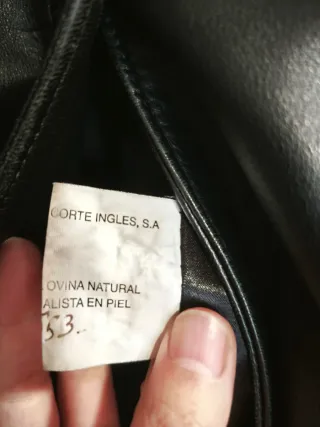 CORTE INGLES, S.A
OVINA NATURAL
ALISTA EN PIEL
53.